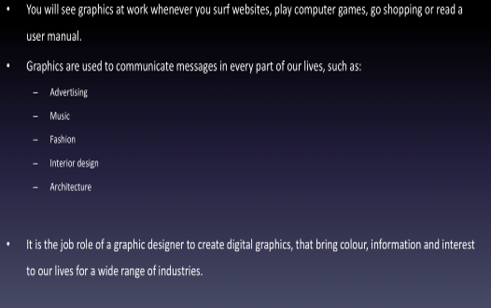 • You will see graphics at work whenever you surf websites, play computer games, go shopping or read a
user manual.
• Graphics are used to communicate messages in every part of our lives, such as:
– Advertising
– Music
– Fashion
– Interior design
– Architecture
• It is the job role of a graphic designer to create digital graphics, that bring colour, information and interest
to our lives for a wide range of industries.